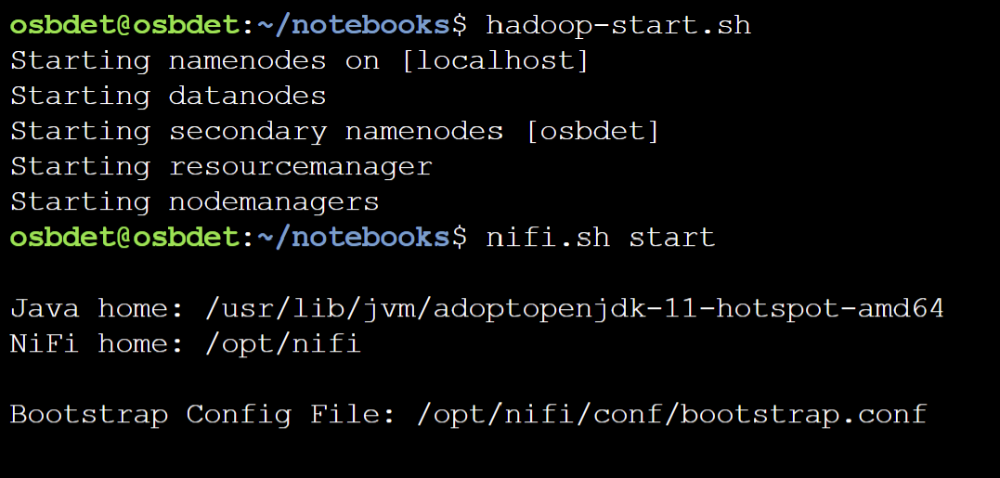 osbdet@osbdet:~/notebooks$ hadoop-start.sh
Starting namenodes on [localhost]
Starting datanodes
Starting secondary namenodes [osbdet]
Starting resourcemanager
Starting nodemanagers
osbdet@osbdet:~/notebooks$ nifi.sh start
Java home: /usr/lib/jvm/adoptopenjdk-11-hotspot-amd64
NiFi home: /opt/nifi
Bootstrap Config File: /opt/nifi/conf/bootstrap.conf